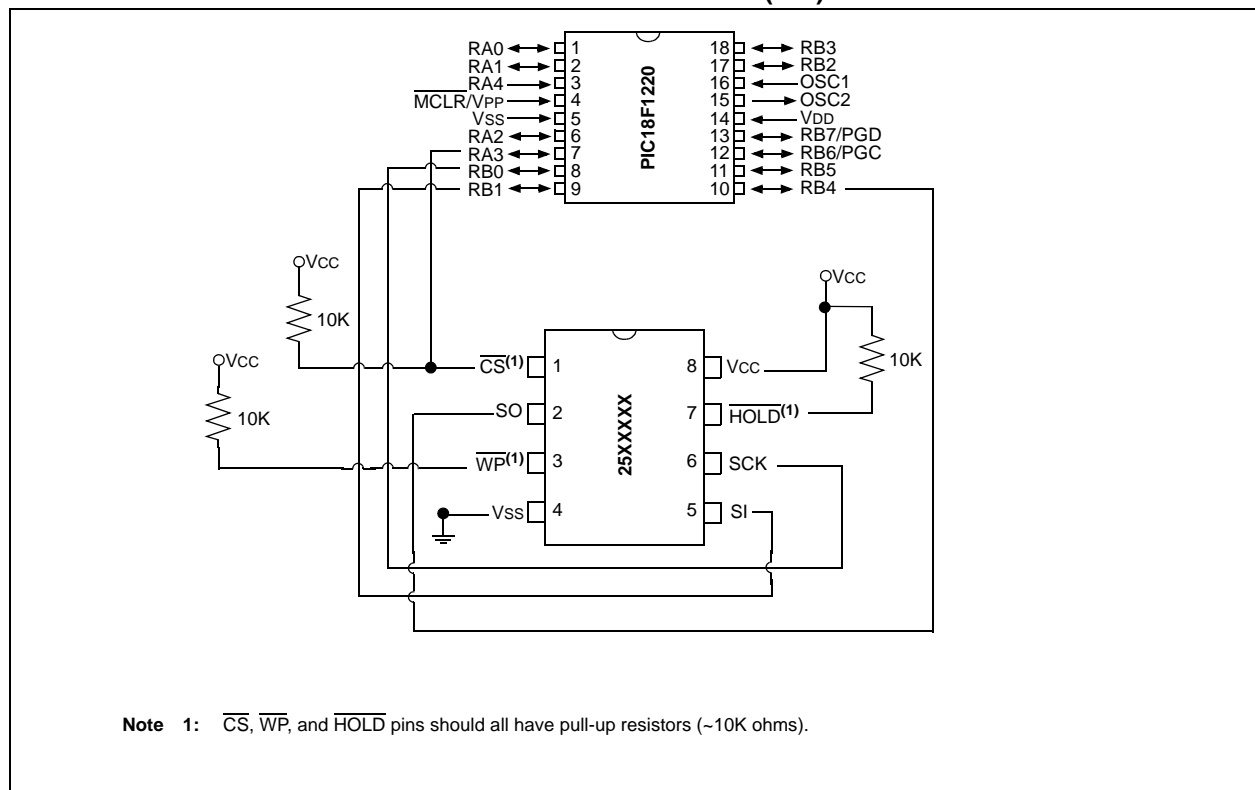 RA0
RA1
RA4
MCLR/VPP
VSS
RA2
RA3
RB0
RB1
1
2
3
4
5
6
7
8
9
PIC18F1220
18
17
16
15
14
13
12
11
10
RB3
RB2
OSC1
OSC2
VDD
RB7/PGD
RB6/PGC
RB5
RB4
VCC
10K
VCC
10K
VCC
10K
CS(1)
SO
WP(1)
VSS
1
2
3
4
25XXXXX
8
7
6
5
VCC
HOLD(1)
SCK
SI
Note 1: CS, WP, and HOLD pins should all have pull-up resistors (~10K ohms).